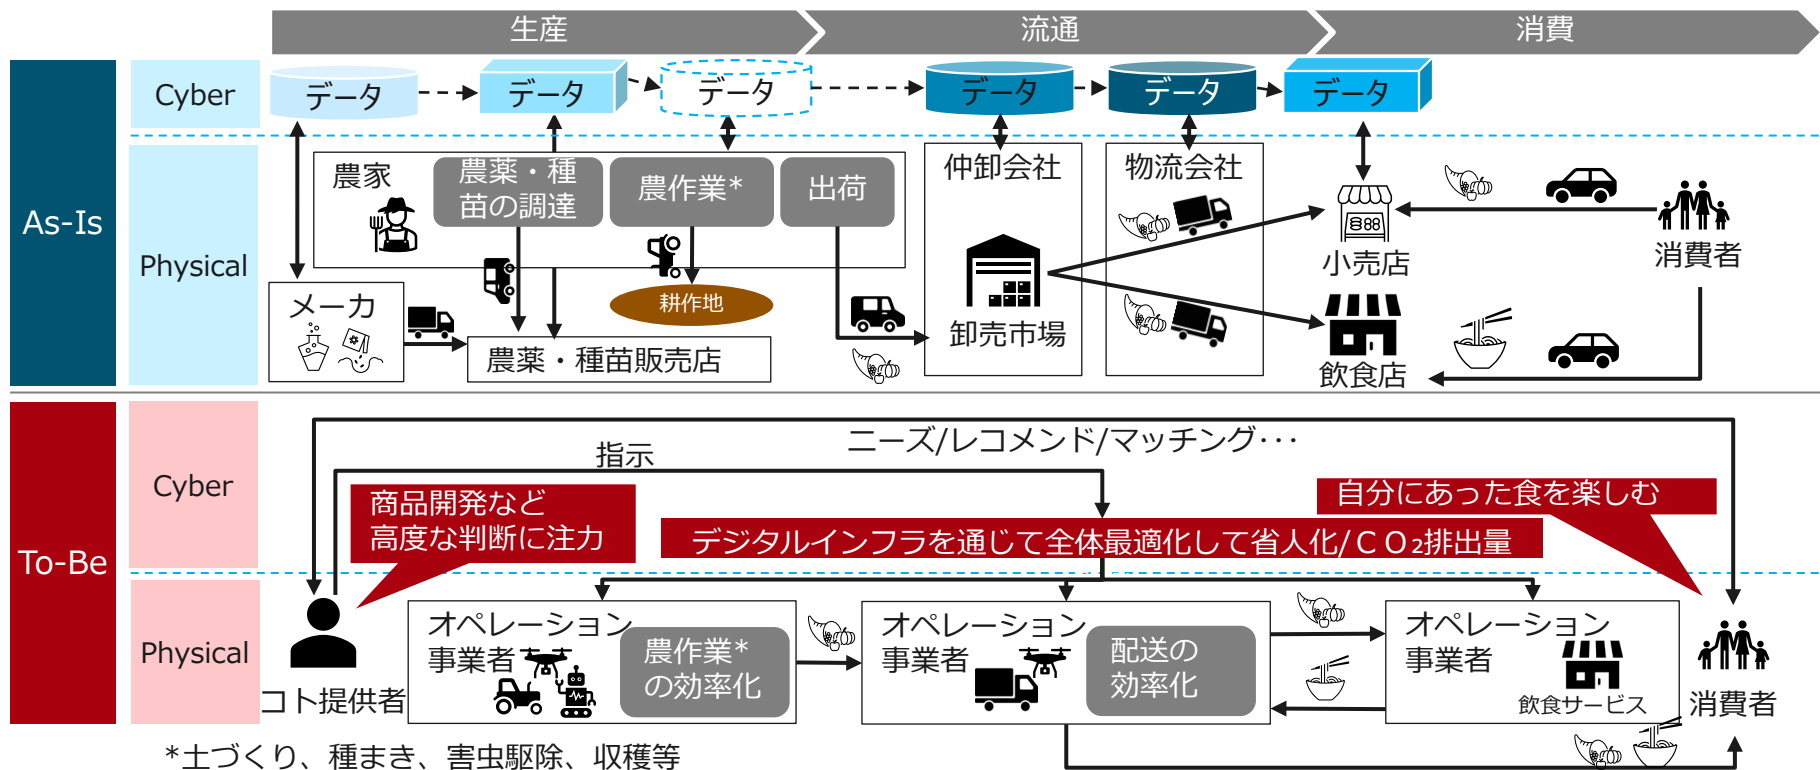 生産
流通
消費
As-Is
Cyber
データ
データ
データ
データ
データ
データ
Physical
農家
農薬・種
苗の調達
農作業*
出荷
仲卸会社
物流会社
小売店
消費者
メーカ
耕作地
卸売市場
農薬・種苗販売店
飲食店
To-Be
Cyber
ニーズ/レコメンド/マッチング･･･
指示
商品開発など
高度な判断に注力
自分にあった食を楽しむ
デジタルインフラを通じて全体最適化して省人化/ＣＯ₂排出量
Physical
コト提供者
オペレーション
事業者
農作業*
の効率化
オペレーション
事業者
配送の
効率化
オペレーション
事業者
飲食サービス
消費者
*土づくり、種まき、害虫駆除、収穫等